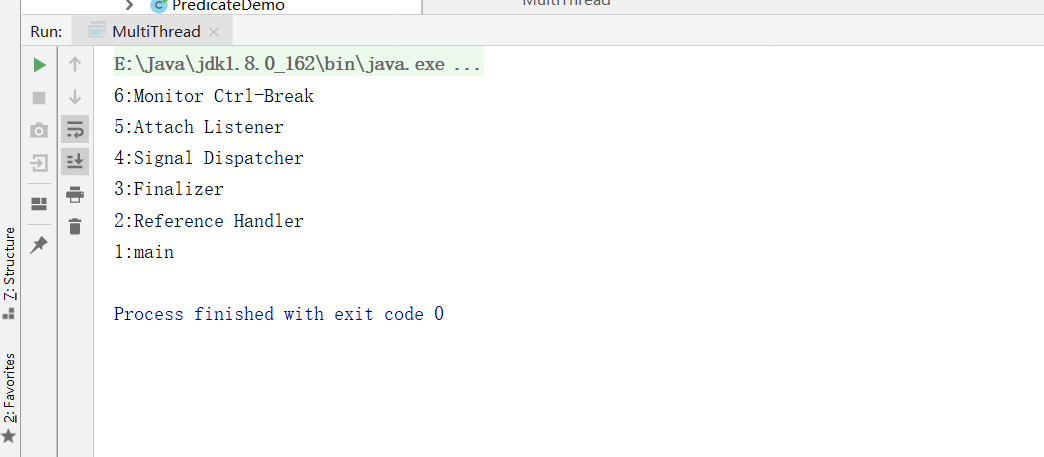 PredicateDemo
MultiThread
Run: MultiThread
E:\Java\jdk1.8.0_162\bin\java.exe ...
6:Monitor Ctrl-Break
5:Attach Listener
4:Signal Dispatcher
3:Finalizer
2:Reference Handler
1:main
Process finished with exit code 0
7: Structure
2: Favorites